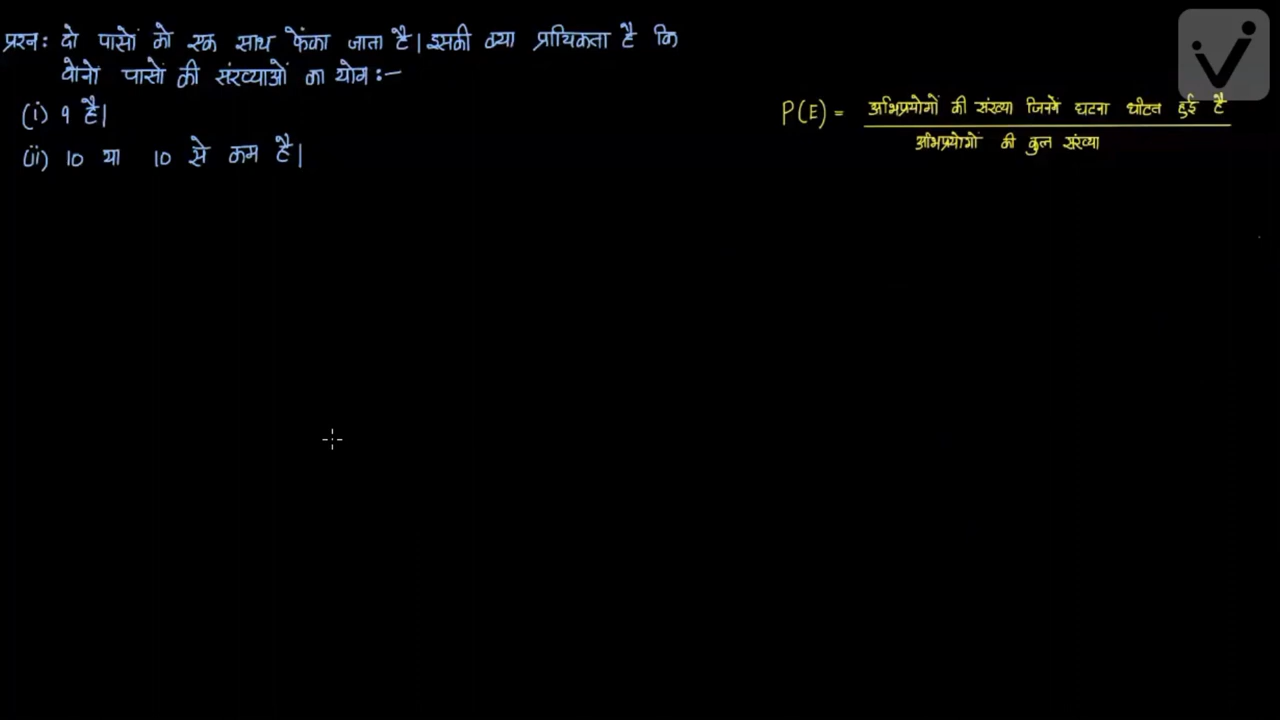 प्रश्न: दो पासों को एक साथ फेंका जाता है| इसकी क्या प्रायिकता है कि
दोनो पासों की संख्याओं का योग :-
(i) 9 है|
(ii) 10 या 10 से कम है|
P(E) = अभिप्रयोगों की संख्या जिनमें घटना घटित हुई है
अभिप्रयोगों की कुल संख्या